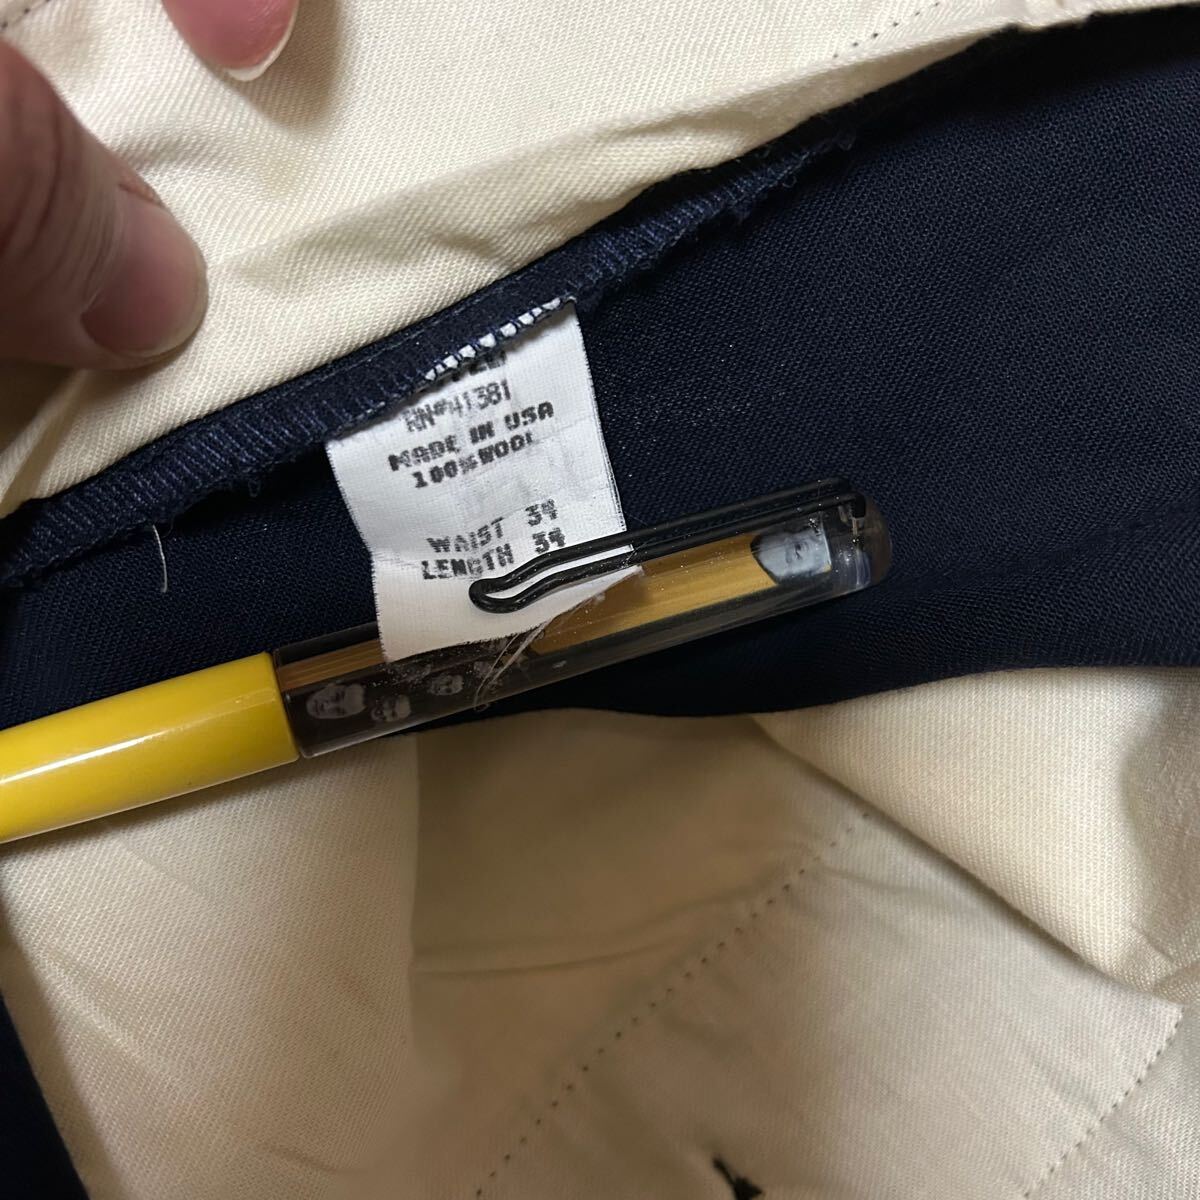 RN#41381
MADE IN USA
100%WOOL
WAIST 34
LENGTH 34